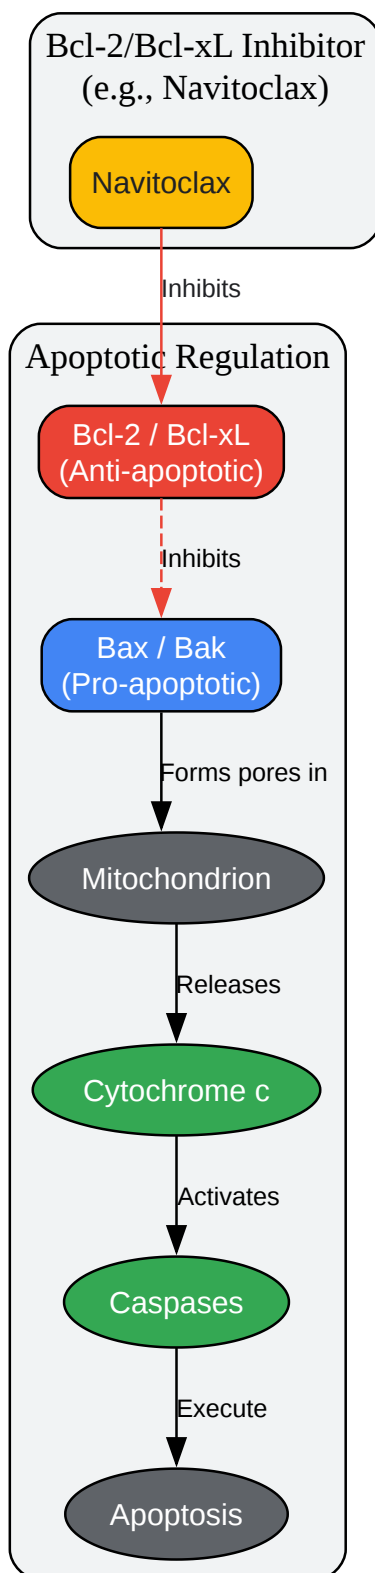 Bcl-2/Bcl-xL Inhibitor
(e.g., Navitoclax)
Navitoclax
Inhibits
Apoptotic Regulation
Bcl-2 / Bcl-xL
(Anti-apoptotic)
Inhibits
Bax / Bak
(Pro-apoptotic)
Forms pores in
Mitochondrion
Releases
Cytochrome c
Activates
Caspases
Execute
Apoptosis